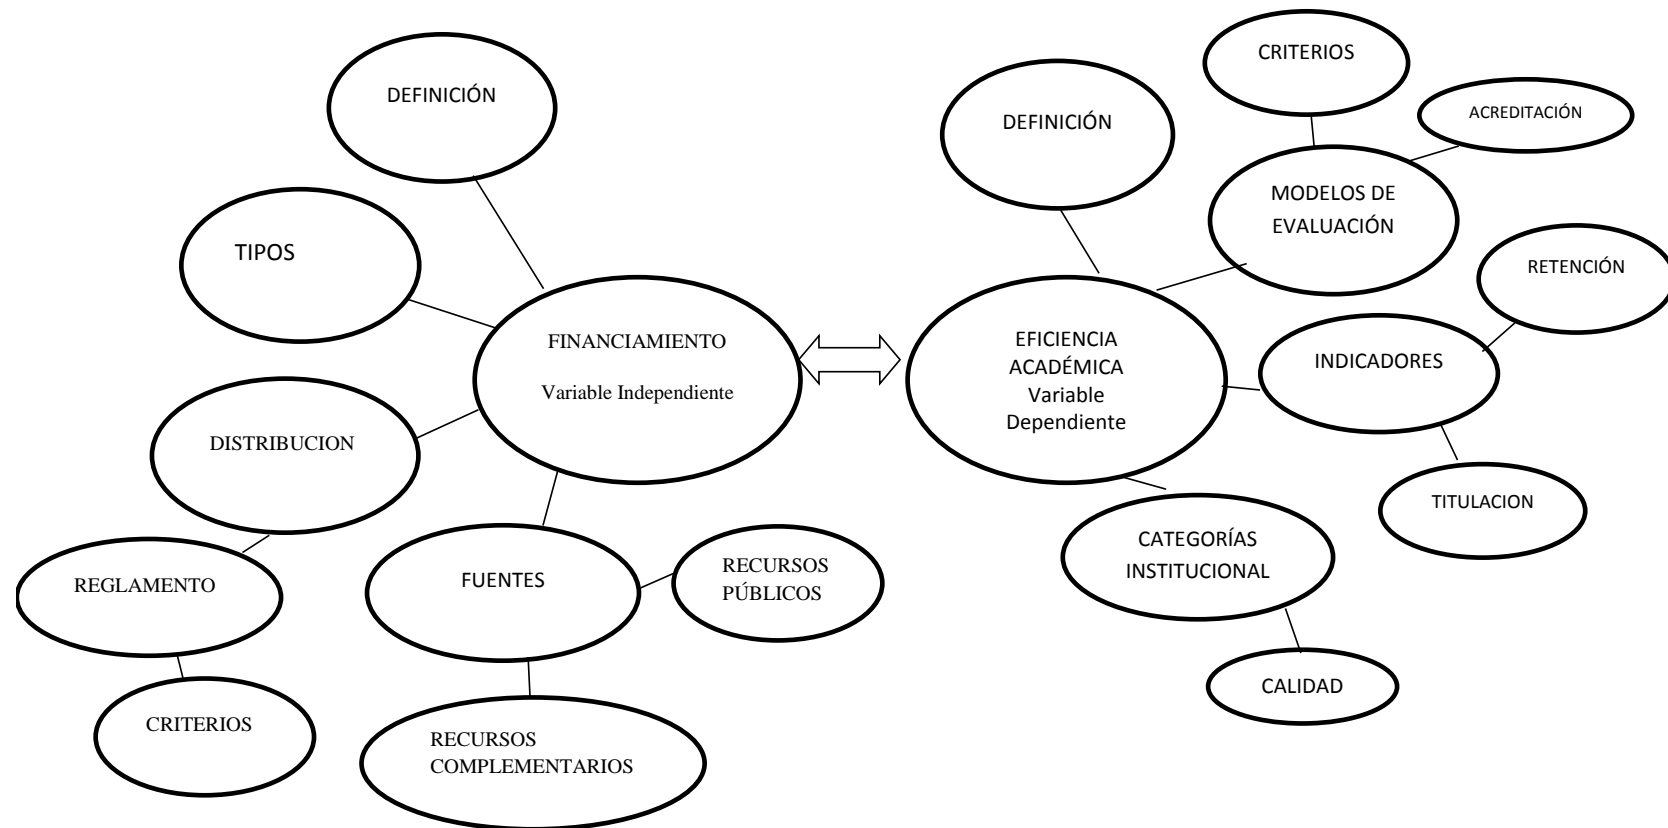 DEFINICIÓN
TIPOS
FINANCIAMIENTO
Variable Independiente
DISTRIBUCION
REGLAMENTO
CRITERIOS
FUENTES
RECURSOS
PÚBLICOS
RECURSOS
COMPLEMENTARIOS
CRITERIOS
ACREDITACIÓN
DEFINICIÓN
MODELOS DE
EVALUACIÓN
RETENCIÓN
EFICIENCIA
ACADÉMICA
Variable
Dependiente
INDICADORES
TITULACION
CATEGORÍAS
INSTITUCIONAL
CALIDAD